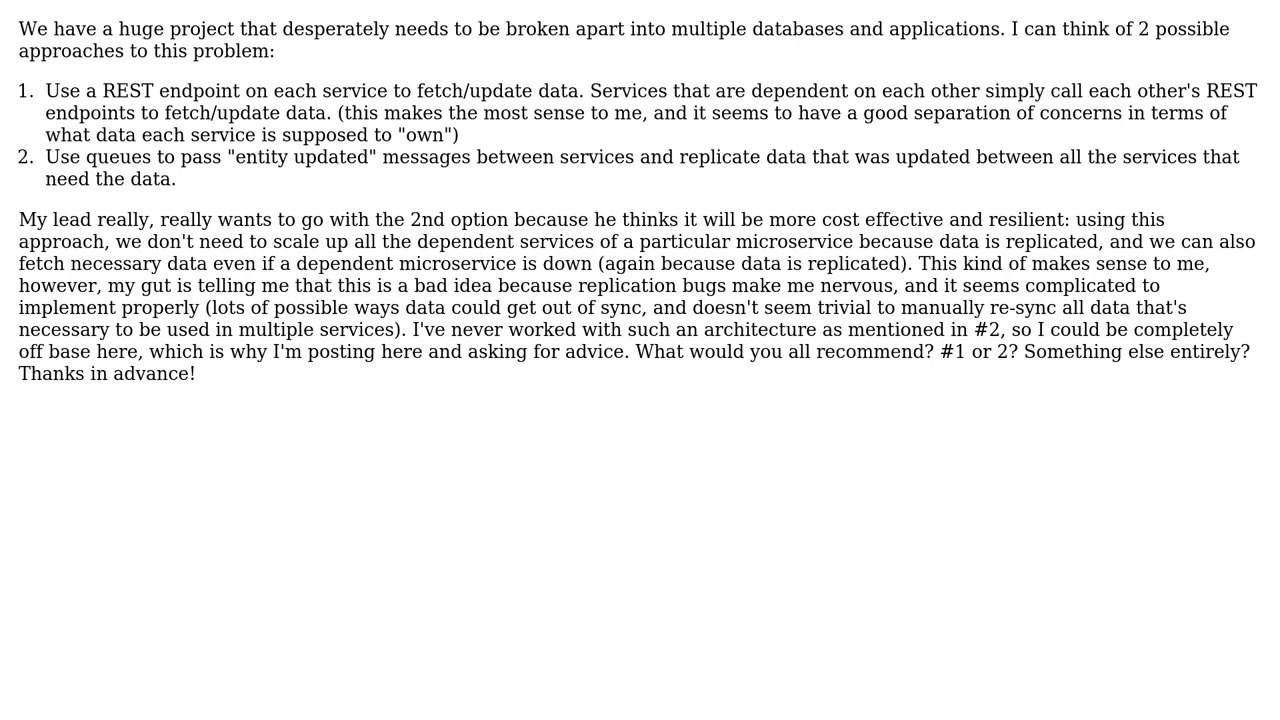 We have a huge project that desperately needs to be broken apart into multiple databases and applications. I can think of 2 possible
approaches to this problem:
1. Use a REST endpoint on each service to fetch/update data. Services that are dependent on each other simply call each other's REST
endpoints to fetch/update data. (this makes the most sense to me, and it seems to have a good separation of concerns in terms of
what data each service is supposed to "own")
2. Use queues to pass "entity updated" messages between services and replicate data that was updated between all the services that
need the data.
My lead really, really wants to go with the 2nd option because he thinks it will be more cost effective and resilient: using this
approach, we don't need to scale up all the dependent services of a particular microservice because data is replicated, and we can also
fetch necessary data even if a dependent microservice is down (again because data is replicated). This kind of makes sense to me,
however, my gut is telling me that this is a bad idea because replication bugs make me nervous, and it seems complicated to
implement properly (lots of possible ways data could get out of sync, and doesn't seem trivial to manually re-sync all data that's
necessary to be used in multiple services). I've never worked with such an architecture as mentioned in #2, so I could be completely
off base here, which is why I'm posting here and asking for advice. What would you all recommend? #1 or 2? Something else entirely?
Thanks in advance!